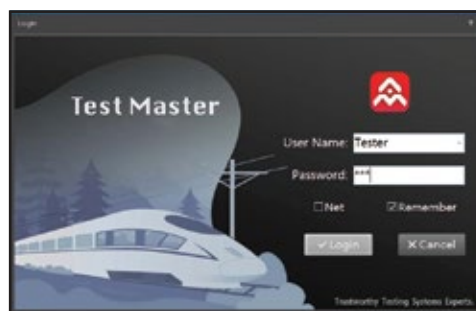 Login
Test Master
User Name: Tester
Password: ***
Net Remember
Login Cancel
Trustworthy Testing Systems Experts.